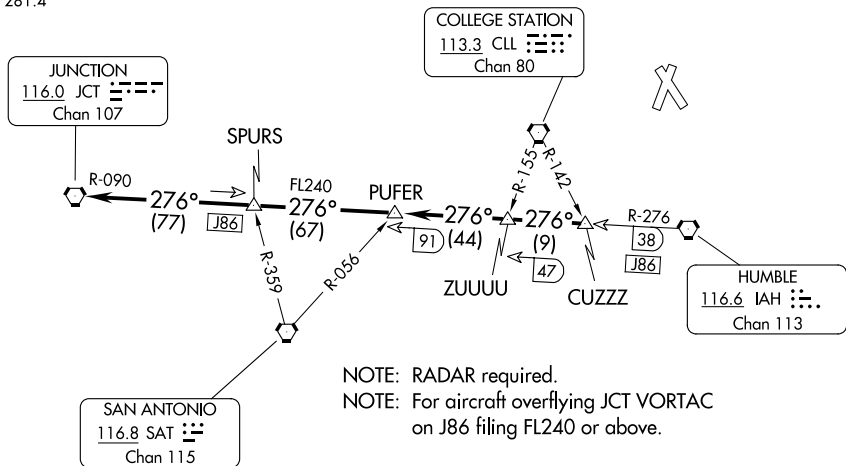 281.4
COLLEGE STATION
113.3 CLL
Chan 80
JUNCTION
116.0 JCT
Chan 107
SPURS
R-090
276°
(77)
J86
FL240
276°
(67)
PUFER
91
276°
(44)
R-155
R-142
276°
(9)
47
ZUUUU
CUZZZ
R-276
38
J86
HUMBLE
116.6 IAH
Chan 113
R-359
R-056
SAN ANTONIO
116.8 SAT
Chan 115
NOTE: RADAR required.
NOTE: For aircraft overflying JCT VORTAC
on J86 filing FL240 or above.